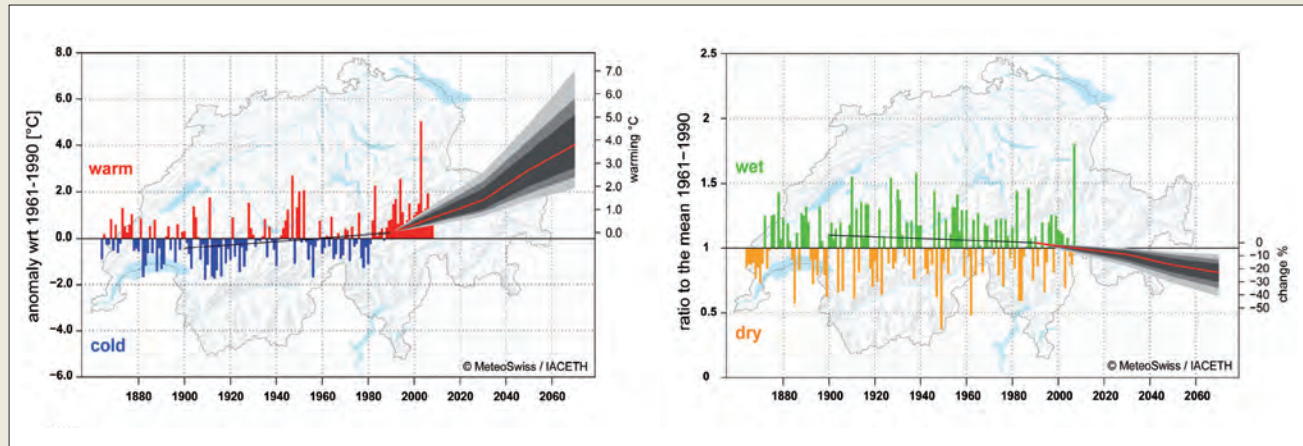 8.0
6.0
4.0
2.0
0.0
−2.0
−4.0
−6.0
anomaly wrt 1961-1990 [°C]
warm
cold
7.0
6.0
5.0
4.0
3.0
2.0
1.0
0.0
warming °C
© MeteoSwiss / IACETH
1880 1900 1920 1940 1960 1980 2000 2020 2040 2060
2.5
2
1.5
1
0.5
0
ratio to the mean 1961−1990
wet
dry
0
−10
−20
−30
−40
−50
change %
© MeteoSwiss / IACETH
1880 1900 1920 1940 1960 1980 2000 2020 2040 2060